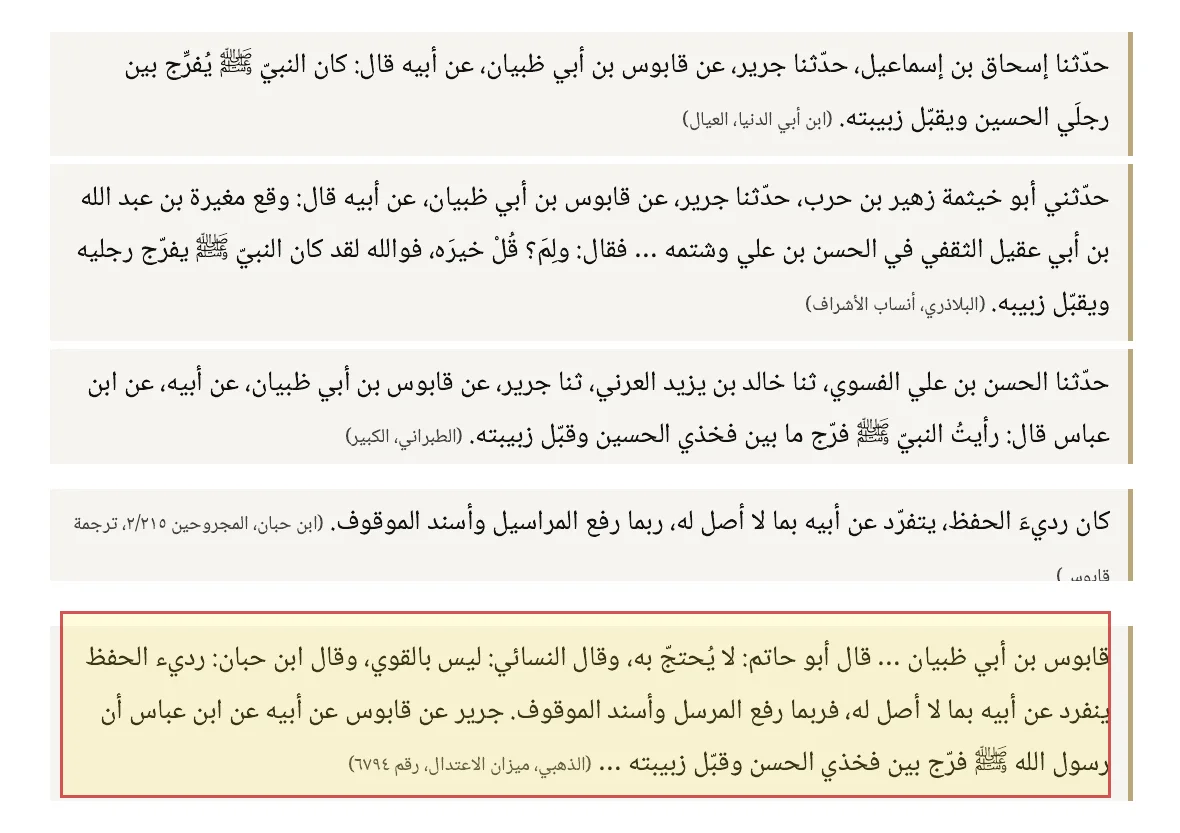 حدّثنا إسحاق بن إسماعيل، حدّثنا جرير، عن قابوس بن أبي ظبيان، عن أبيه قال: كان النبيّ ﷺ يُفرِّج بين
رجلَي الحسين ويقبّل زبيبته. (ابن أبي الدنيا، العيال)
حدّثني أبو خيثمة زهير بن حرب، حدّثنا جرير، عن قابوس بن أبي ظبيان، عن أبيه قال: وقع مغيرة بن عبد الله
بن أبي عقيل الثقفي في الحسن بن علي وشتمه … فقال: ولِمَ؟ قُلْ خيرَه، فوالله لقد كان النبيّ ﷺ يفرّج رجليه
ويقبّل زبيبه. (البلاذري، أنساب الأشراف)
حدّثنا الحسن بن علي الفسوي، ثنا خالد بن يزيد العرني، ثنا جرير، عن قابوس بن أبي ظبيان، عن أبيه، عن ابن
عباس قال: رأيتُ النبيّ ﷺ فرّج ما بين فخذي الحسين وقبّل زبيبته. (الطبراني، الكبير)
كان رديءَ الحفظ، يتفرّد عن أبيه بما لا أصل له، ربما رفع المراسيل وأسند الموقوف. (ابن حبان، المجروحين ٢/٢١٥، ترجمة
قابوس)
قابوس بن أبي ظبيان … قال أبو حاتم: لا يُحتجّ به، وقال النسائي: ليس بالقوي، وقال ابن حبان: رديء الحفظ
ينفرد عن أبيه بما لا أصل له، فربما رفع المرسل وأسند الموقوف. جرير عن قابوس عن أبيه عن ابن عباس أن
رسول الله ﷺ فرّج بين فخذي الحسن وقبّل زبيبته … (الذهبي، ميزان الاعتدال، رقم ٦٧٩٤)